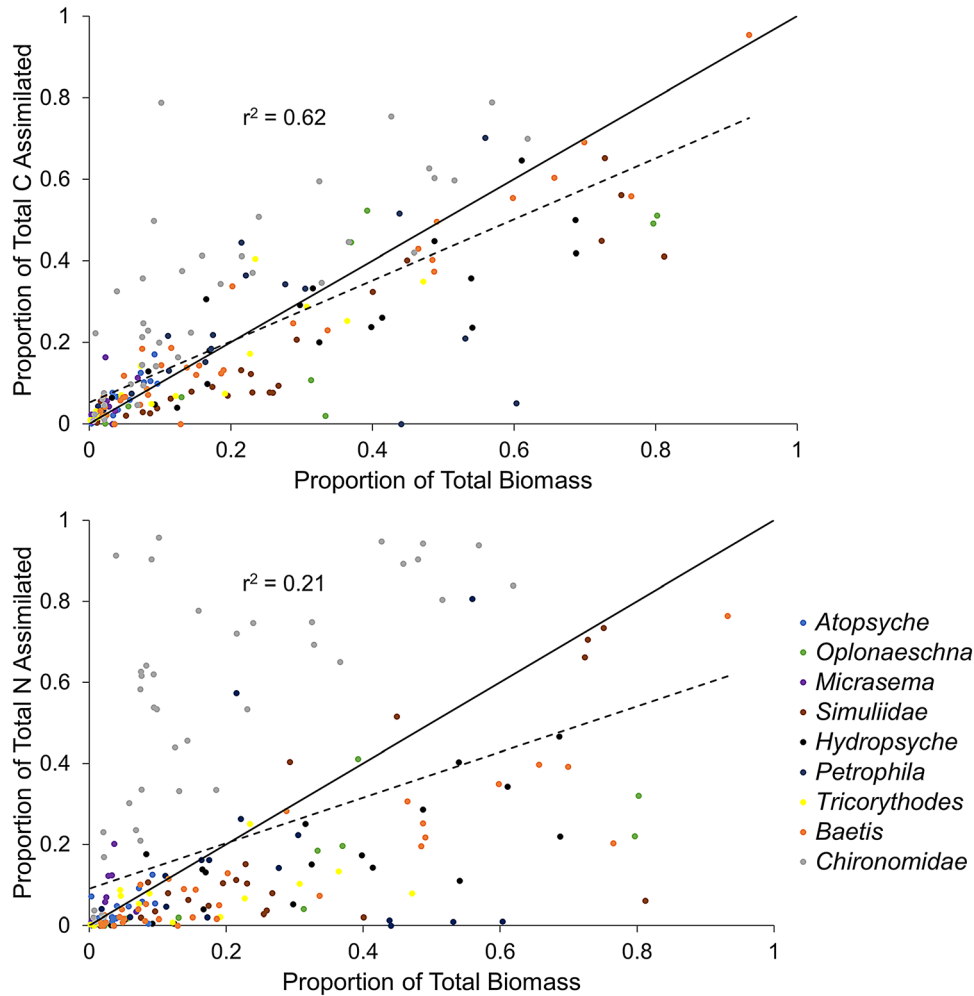 1
0.8
0.6
0.4
0.2
0
Proportion of Total C Assimilated
r² = 0.62
0 0.2 0.4 0.6 0.8 1
Proportion of Total Biomass
1
0.8
0.6
0.4
0.2
0
Proportion of Total N Assimilated
r² = 0.21
0 0.2 0.4 0.6 0.8 1
Proportion of Total Biomass
Atopsyche
Oplonaeschna
Micrasema
Simuliidae
Hydropsyche
Petrophila
Tricorythodes
Baetis
Chironomidae